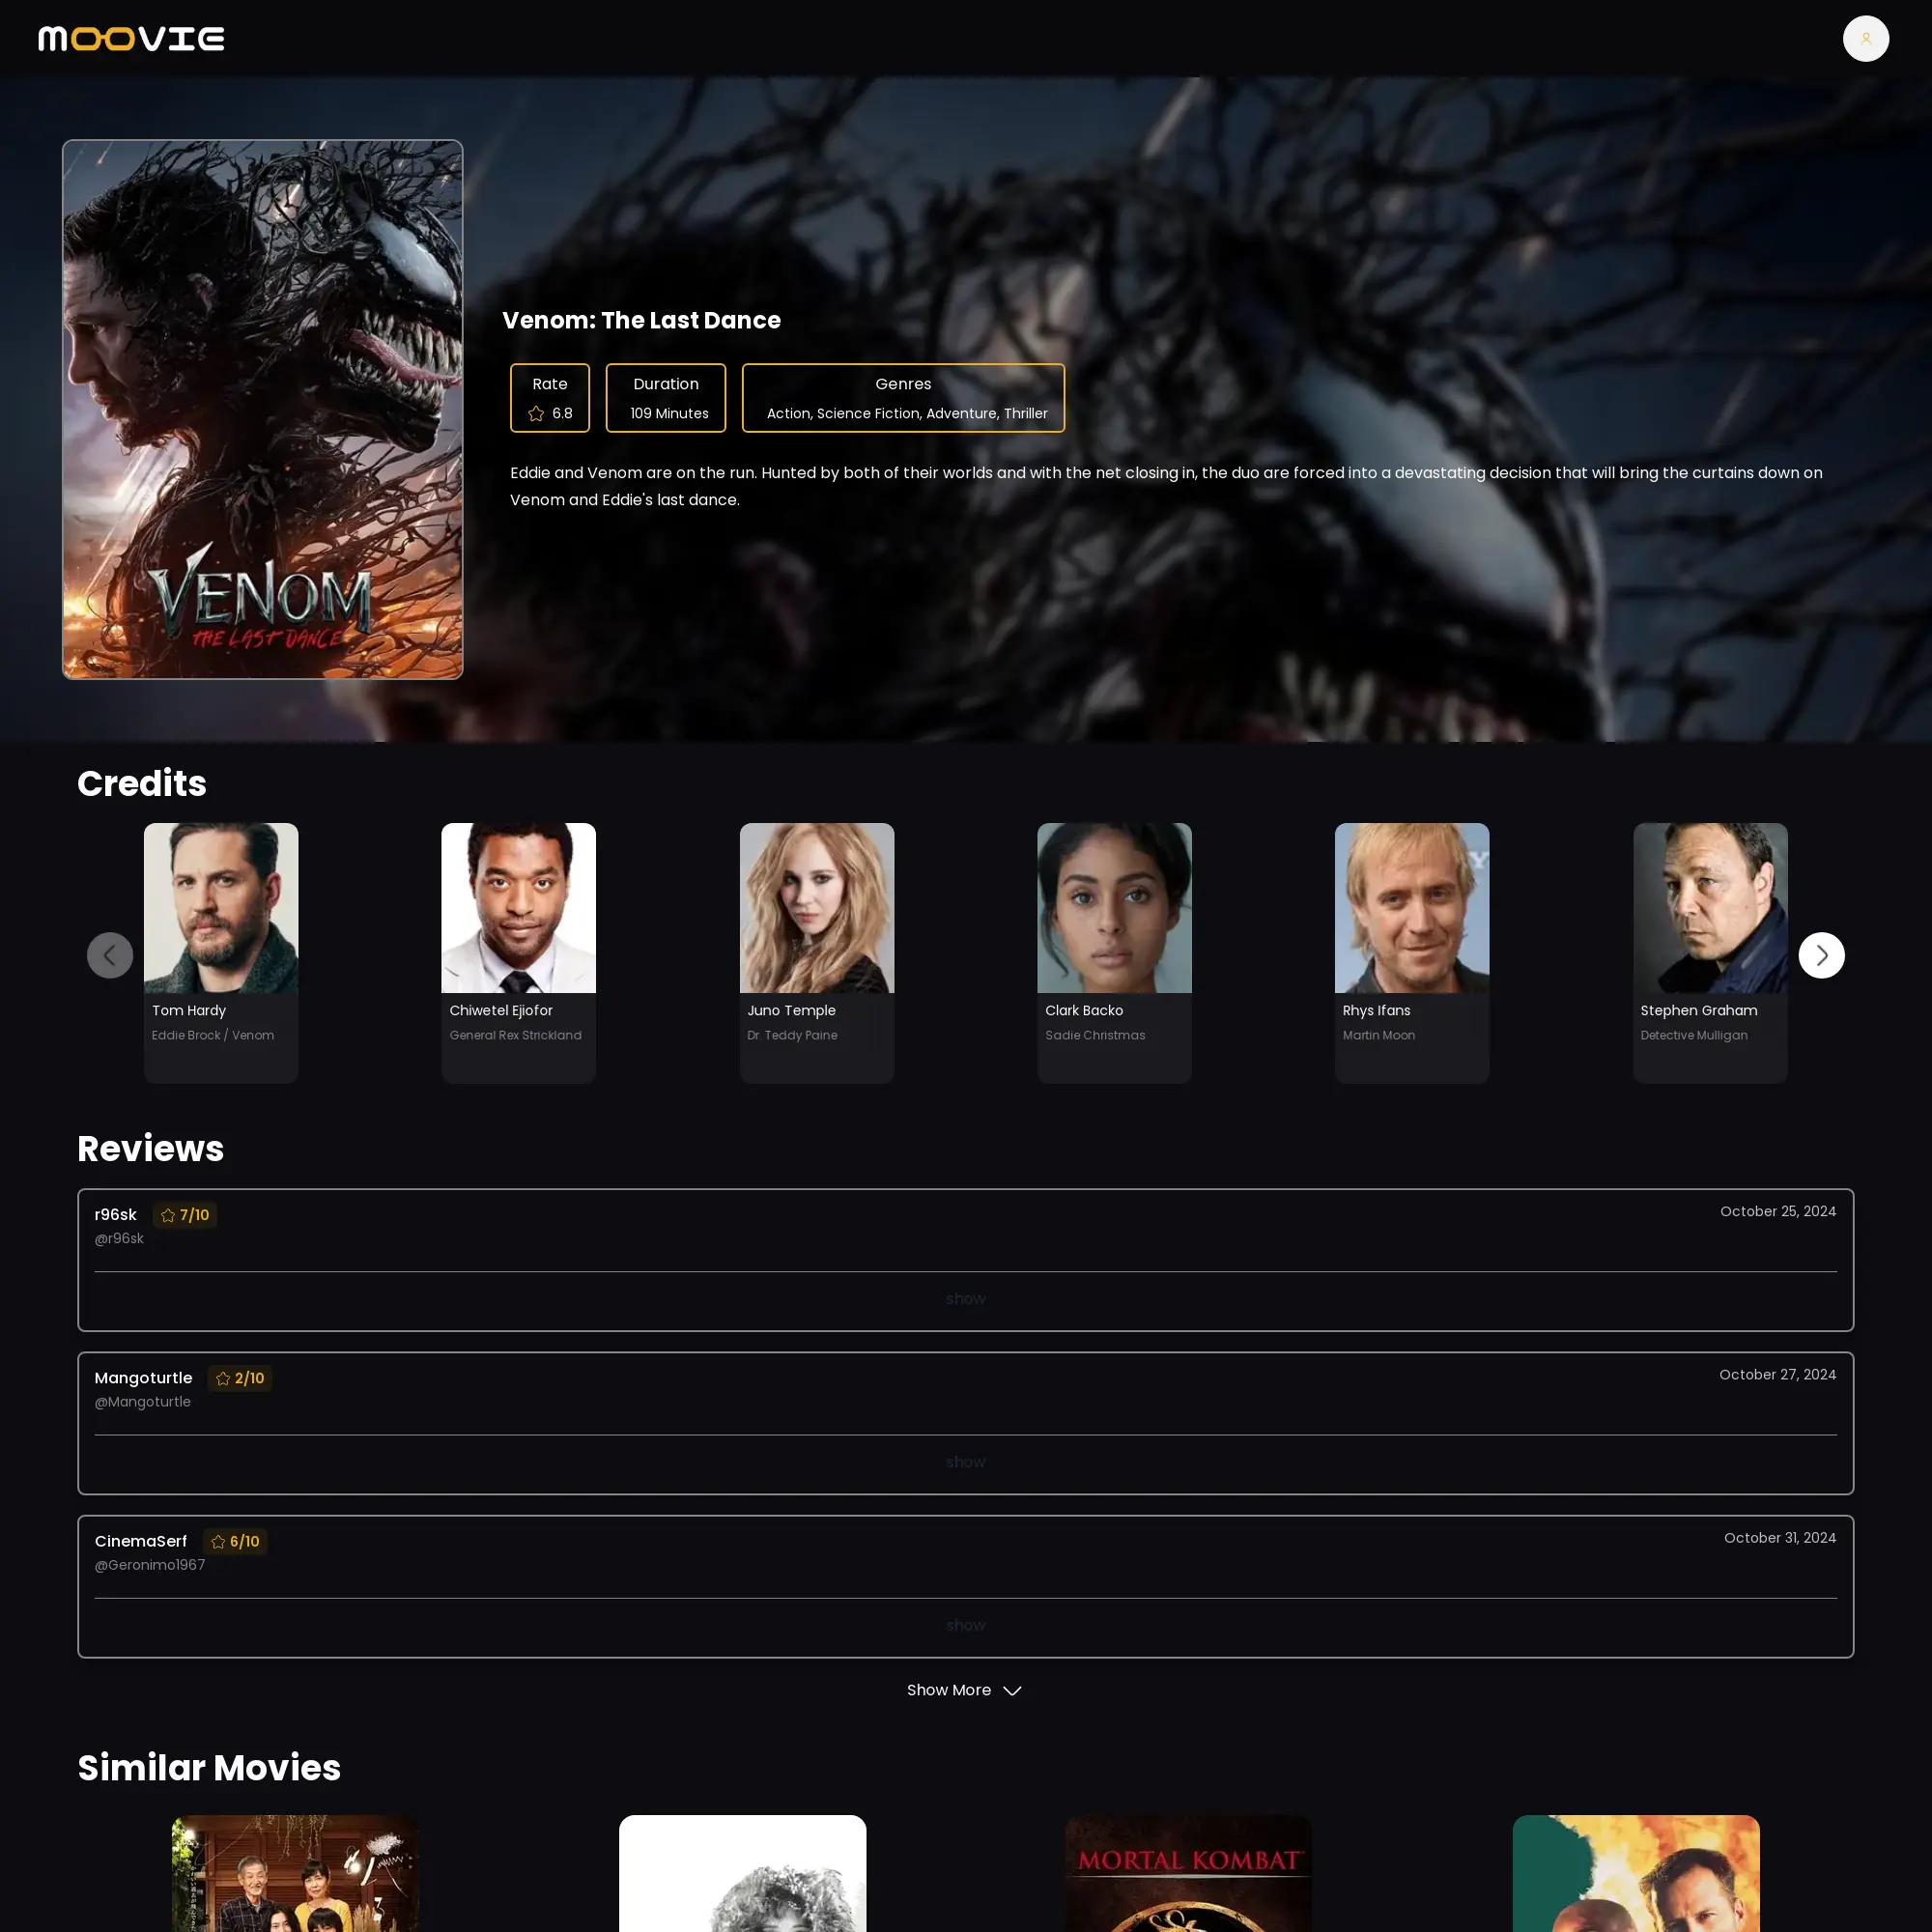 MOOVIE
VENOM
THE LAST DANCE
Venom: The Last Dance
Rate
6.8
Duration
109 Minutes
Genres
Action, Science Fiction, Adventure, Thriller
Eddie and Venom are on the run. Hunted by both of their worlds and with the net closing in, the duo are forced into a devastating decision that will bring the curtains down on
Venom and Eddie's last dance.
Credits
Tom Hardy
Eddie Brock / Venom
Chiwetel Ejiofor
General Rex Strickland
Juno Temple
Dr. Teddy Paine
Clark Backo
Sadie Christmas
Rhys Ifans
Martin Moon
Stephen Graham
Detective Mulligan
Reviews
r96sk
7/10
October 25, 2024
@r96sk
show
Mangoturtle
2/10
October 27, 2024
@Mangoturtle
show
CinemaSerf
6/10
October 31, 2024
@Geronimo1967
show
Show More
Similar Movies
MORTAL KOMBAT